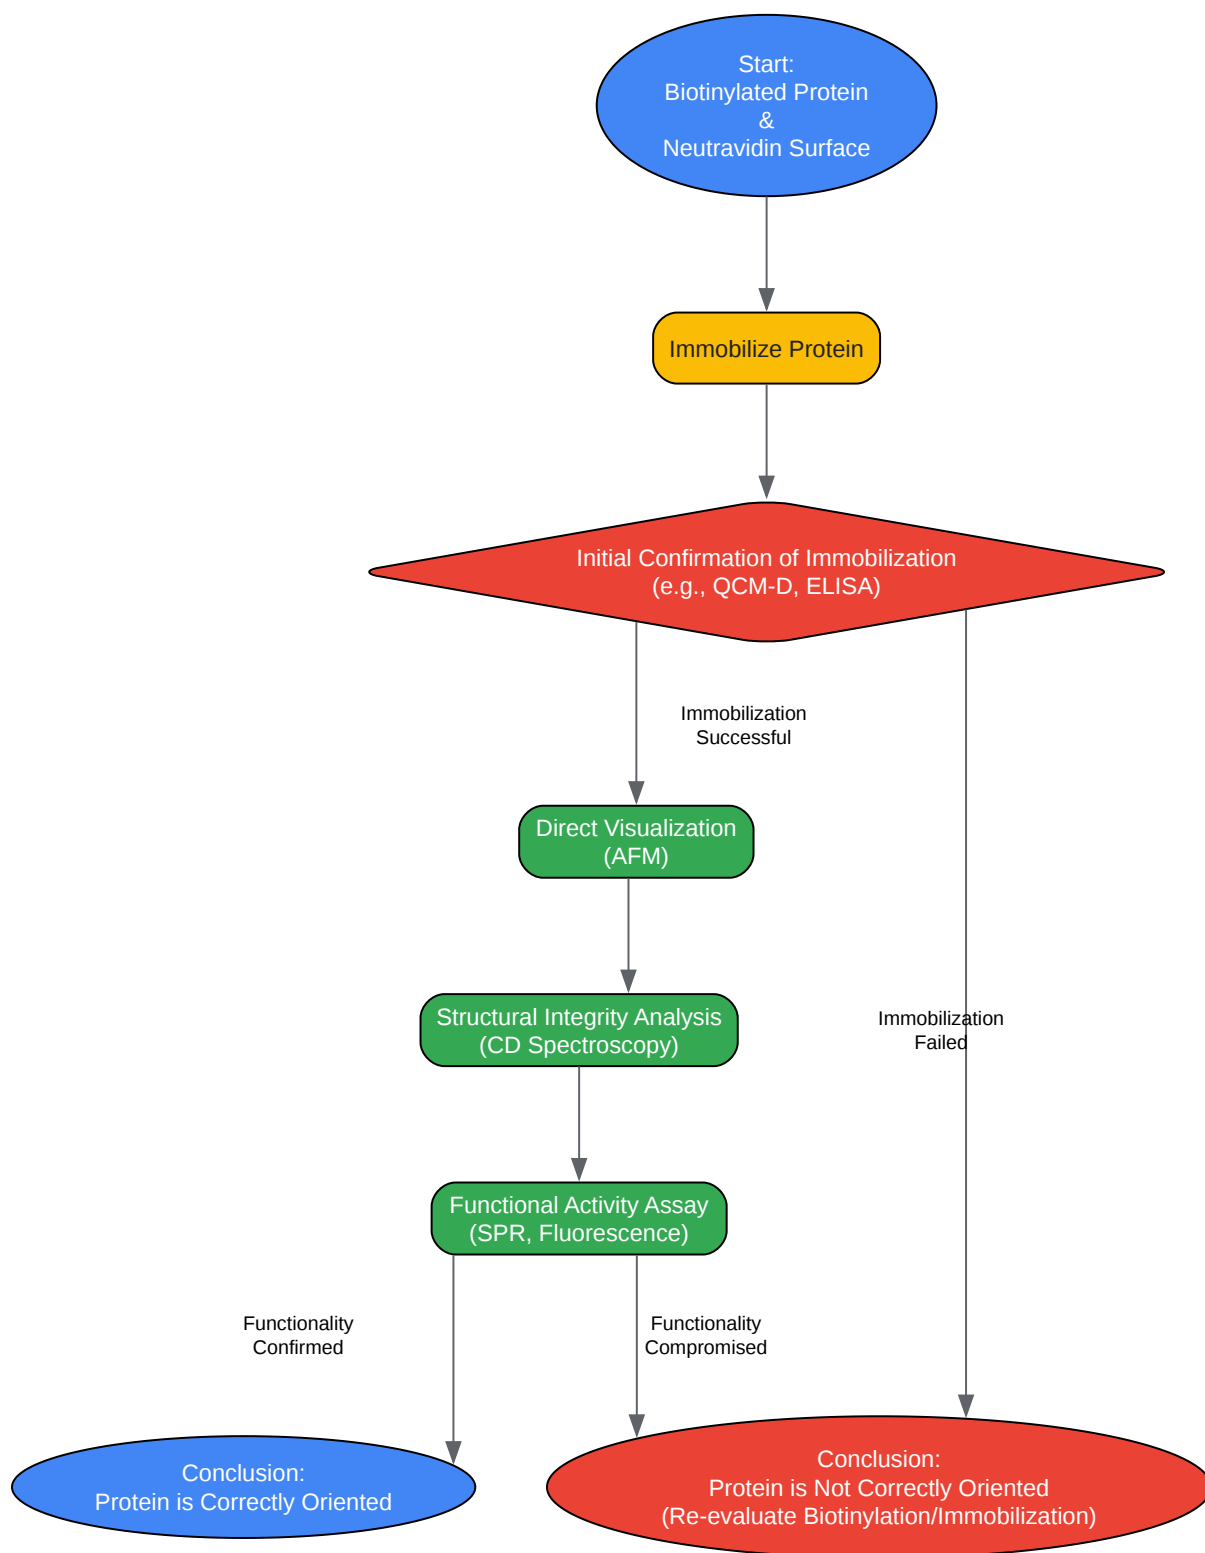 Start:
Biotinylated Protein
&
Neutravidin Surface
Immobilize Protein
Initial Confirmation of Immobilization
(e.g., QCM-D, ELISA)
Immobilization
Successful
Direct Visualization
(AFM)
Structural Integrity Analysis
(CD Spectroscopy)
Immobilization
Failed
Functional Activity Assay
(SPR, Fluorescence)
Functionality
Confirmed
Functionality
Compromised
Conclusion:
Protein is Correctly Oriented
Conclusion:
Protein is Not Correctly Oriented
(Re-evaluate Biotinylation/Immobilization)